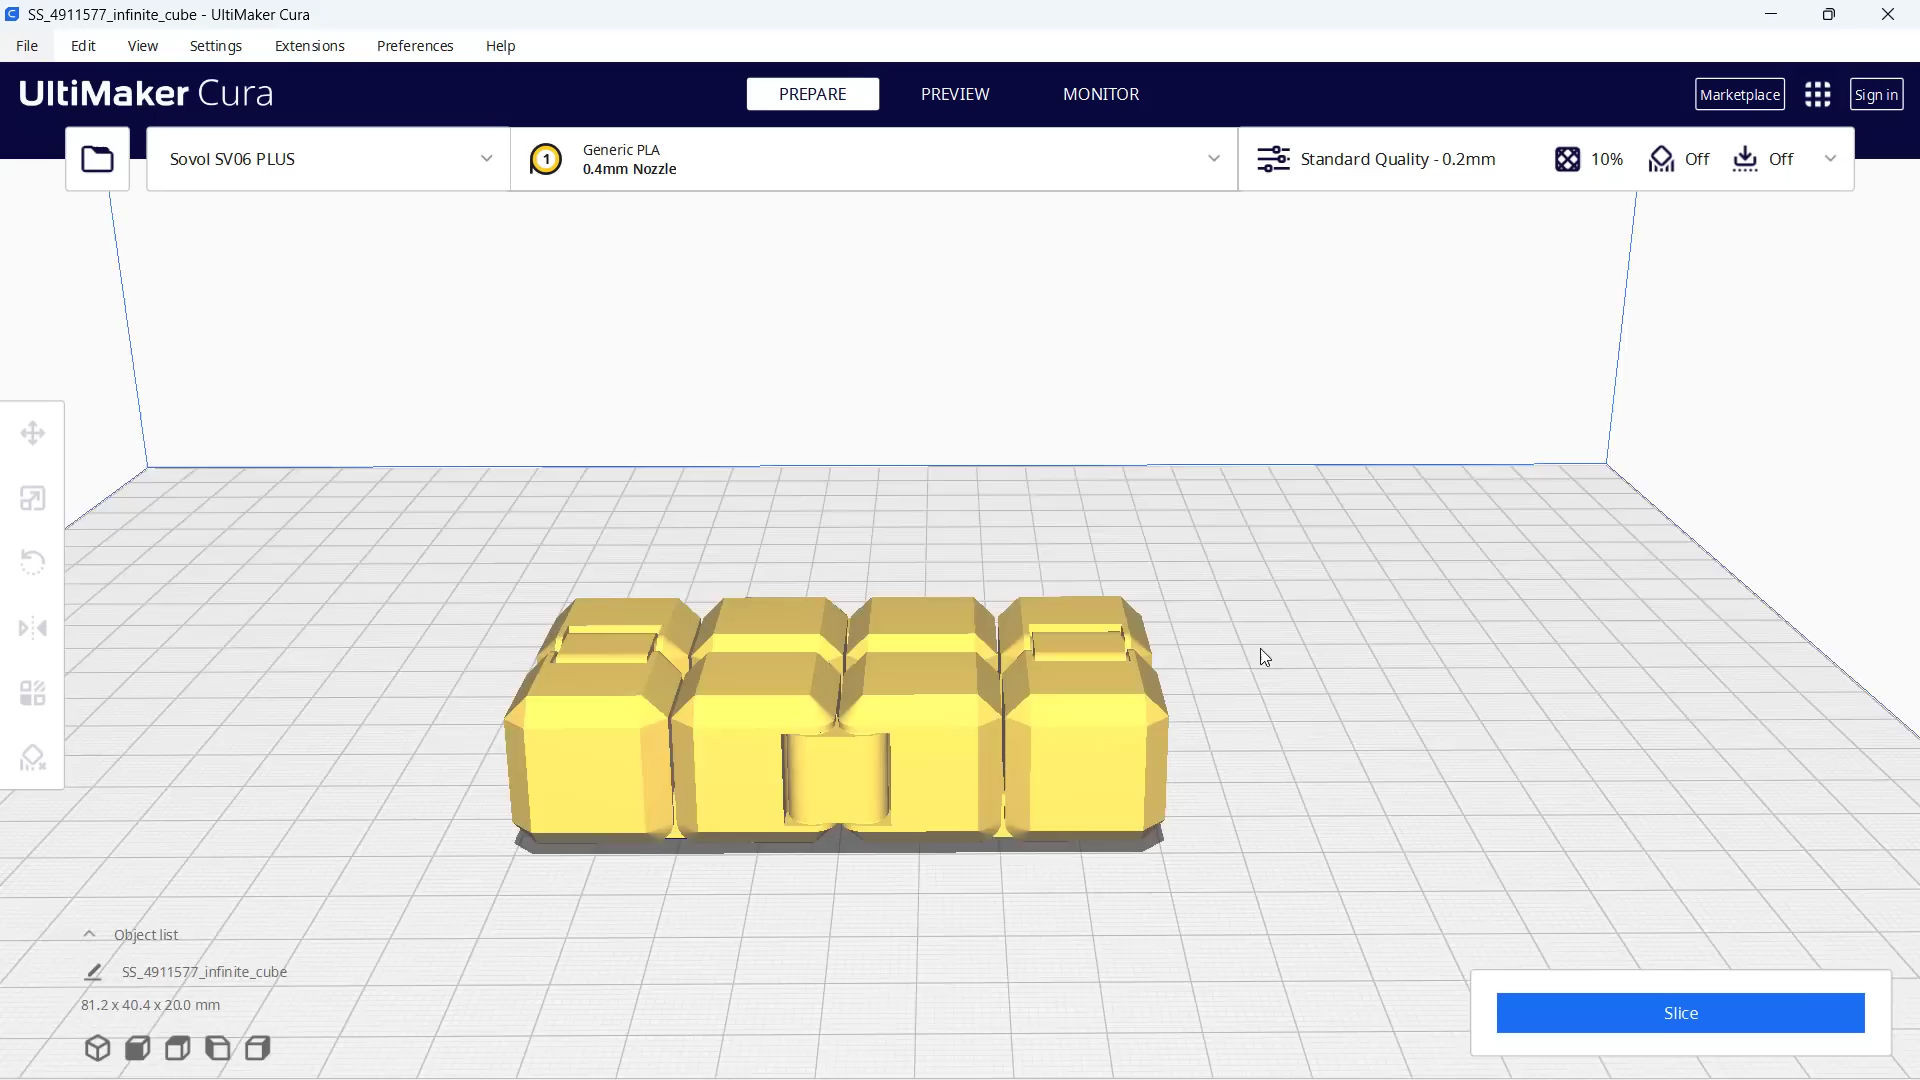 SS_4911577_infinite_cube - UltiMaker Cura
File Edit View Settings Extensions Preferences Help
UltiMaker Cura PREPARE PREVIEW MONITOR Marketplace Sign in
Sovol SV06 PLUS
1
Generic PLA
0.4mm Nozzle
Standard Quality - 0.2mm 10% Off Off
Object list
SS_4911577_infinite_cube
81.2 x 40.4 x 20.0 mm
Slice